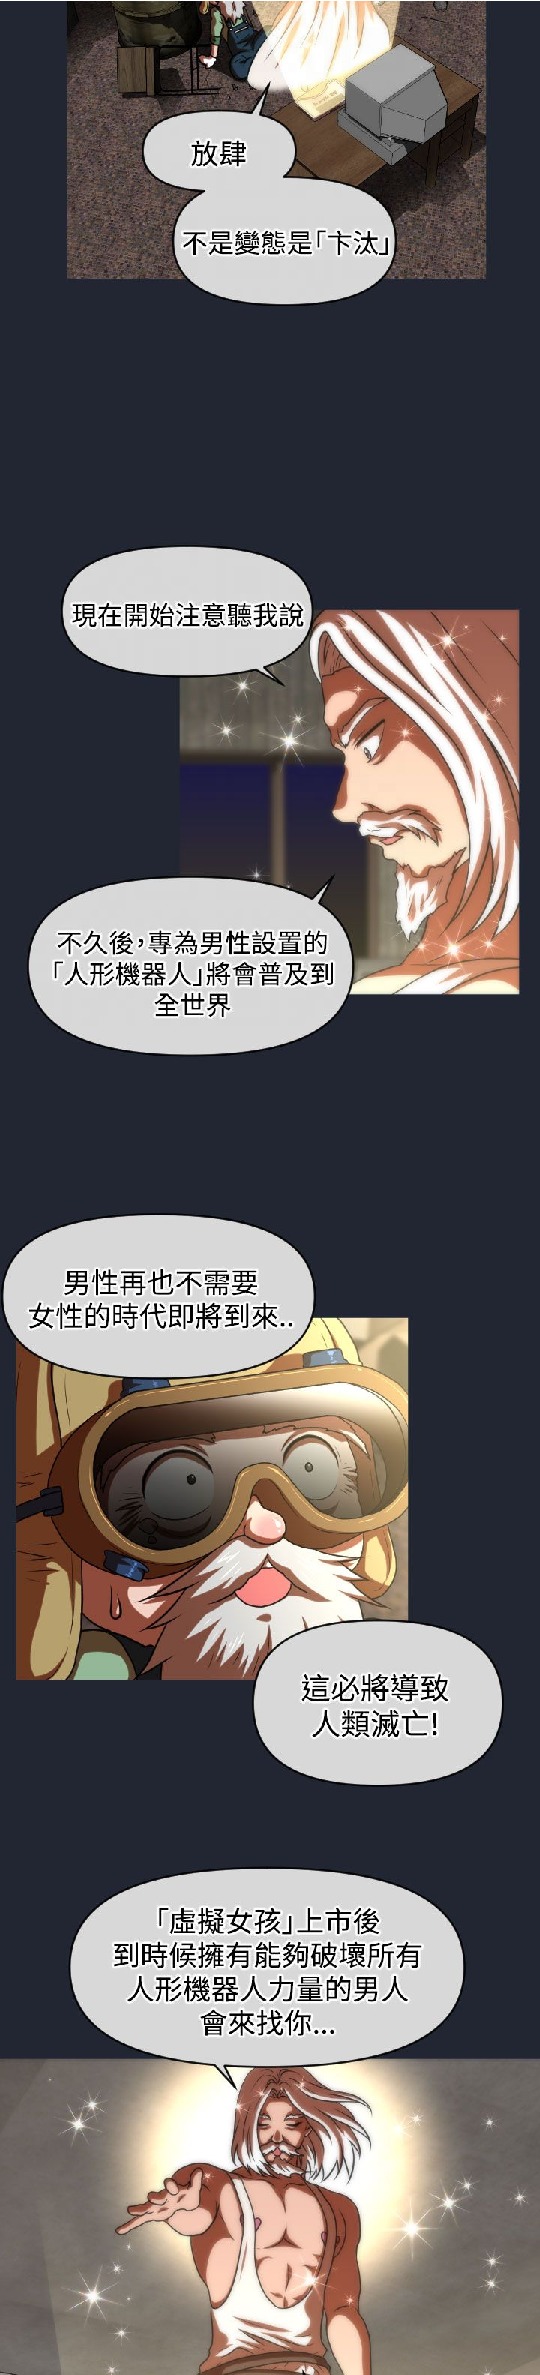 放肆
不是變態是「卞汰」
現在開始注意聽我說
不久後,專為男性設置的
「人形機器人」將會普及到
全世界
男性再也不需要
女性的時代即將到來..
這必將導致
人類滅亡!
「虛擬女孩」上市後
到時候擁有能夠破壞所有
人形機器人力量的男人
會來找你...